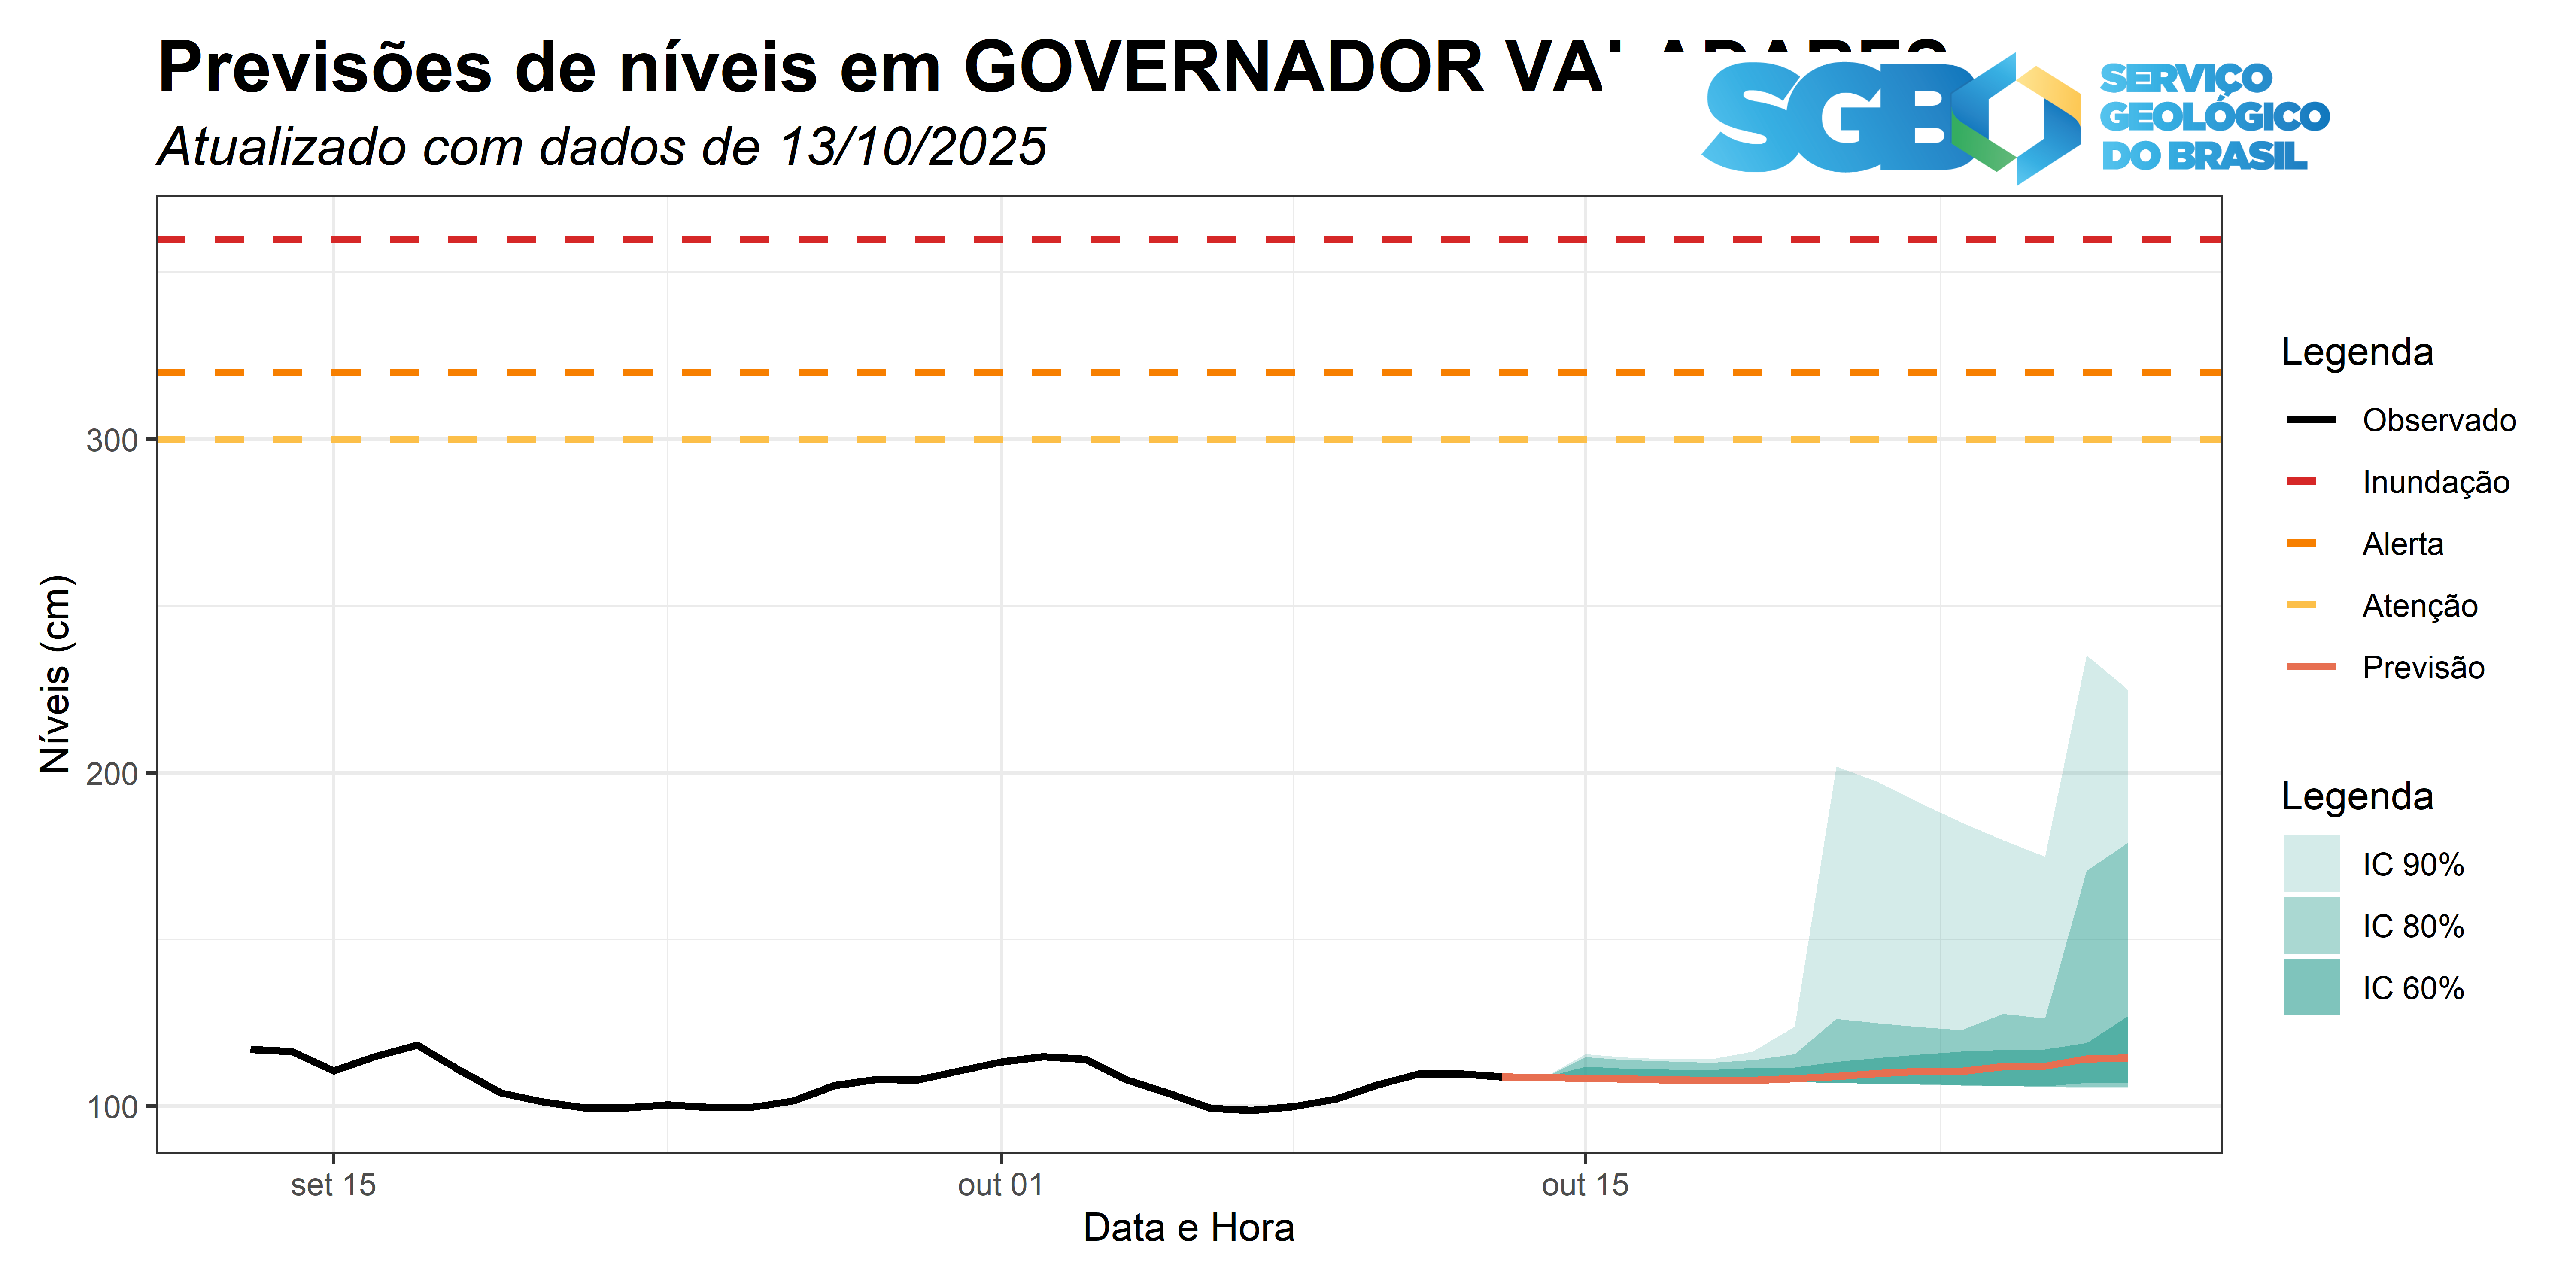 Previsões de níveis em GOVERNADOR
Atualizado com dados de 13/10/2025
SGB
SERVIÇO
GEOLÓGICO
DO BRASIL
Níveis (cm)
300
200
100
set 15
out 01
out 15
Data e Hora
Legenda
Observado
Inundação
Alerta
Atenção
Previsão
Legenda
IC 90%
IC 80%
IC 60%